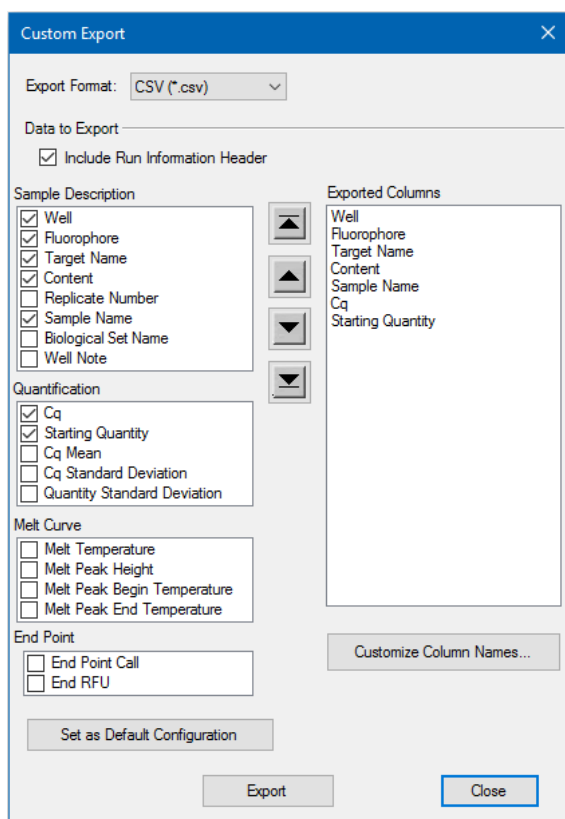 Custom Export
Export Format: CSV (*.csv)
Data to Export
Include Run Information Header
Sample Description
Well
Fluorophore
Target Name
Content
Replicate Number
Sample Name
Biological Set Name
Well Note
Quantification
Cq
Starting Quantity
Cq Mean
Cq Standard Deviation
Quantity Standard Deviation
Melt Curve
Melt Temperature
Melt Peak Height
Melt Peak Begin Temperature
Melt Peak End Temperature
End Point
End Point Call
End RFU
Exported Columns
Well
Fluorophore
Target Name
Content
Sample Name
Cq
Starting Quantity
Customize Column Names...
Set as Default Configuration
Export
Close